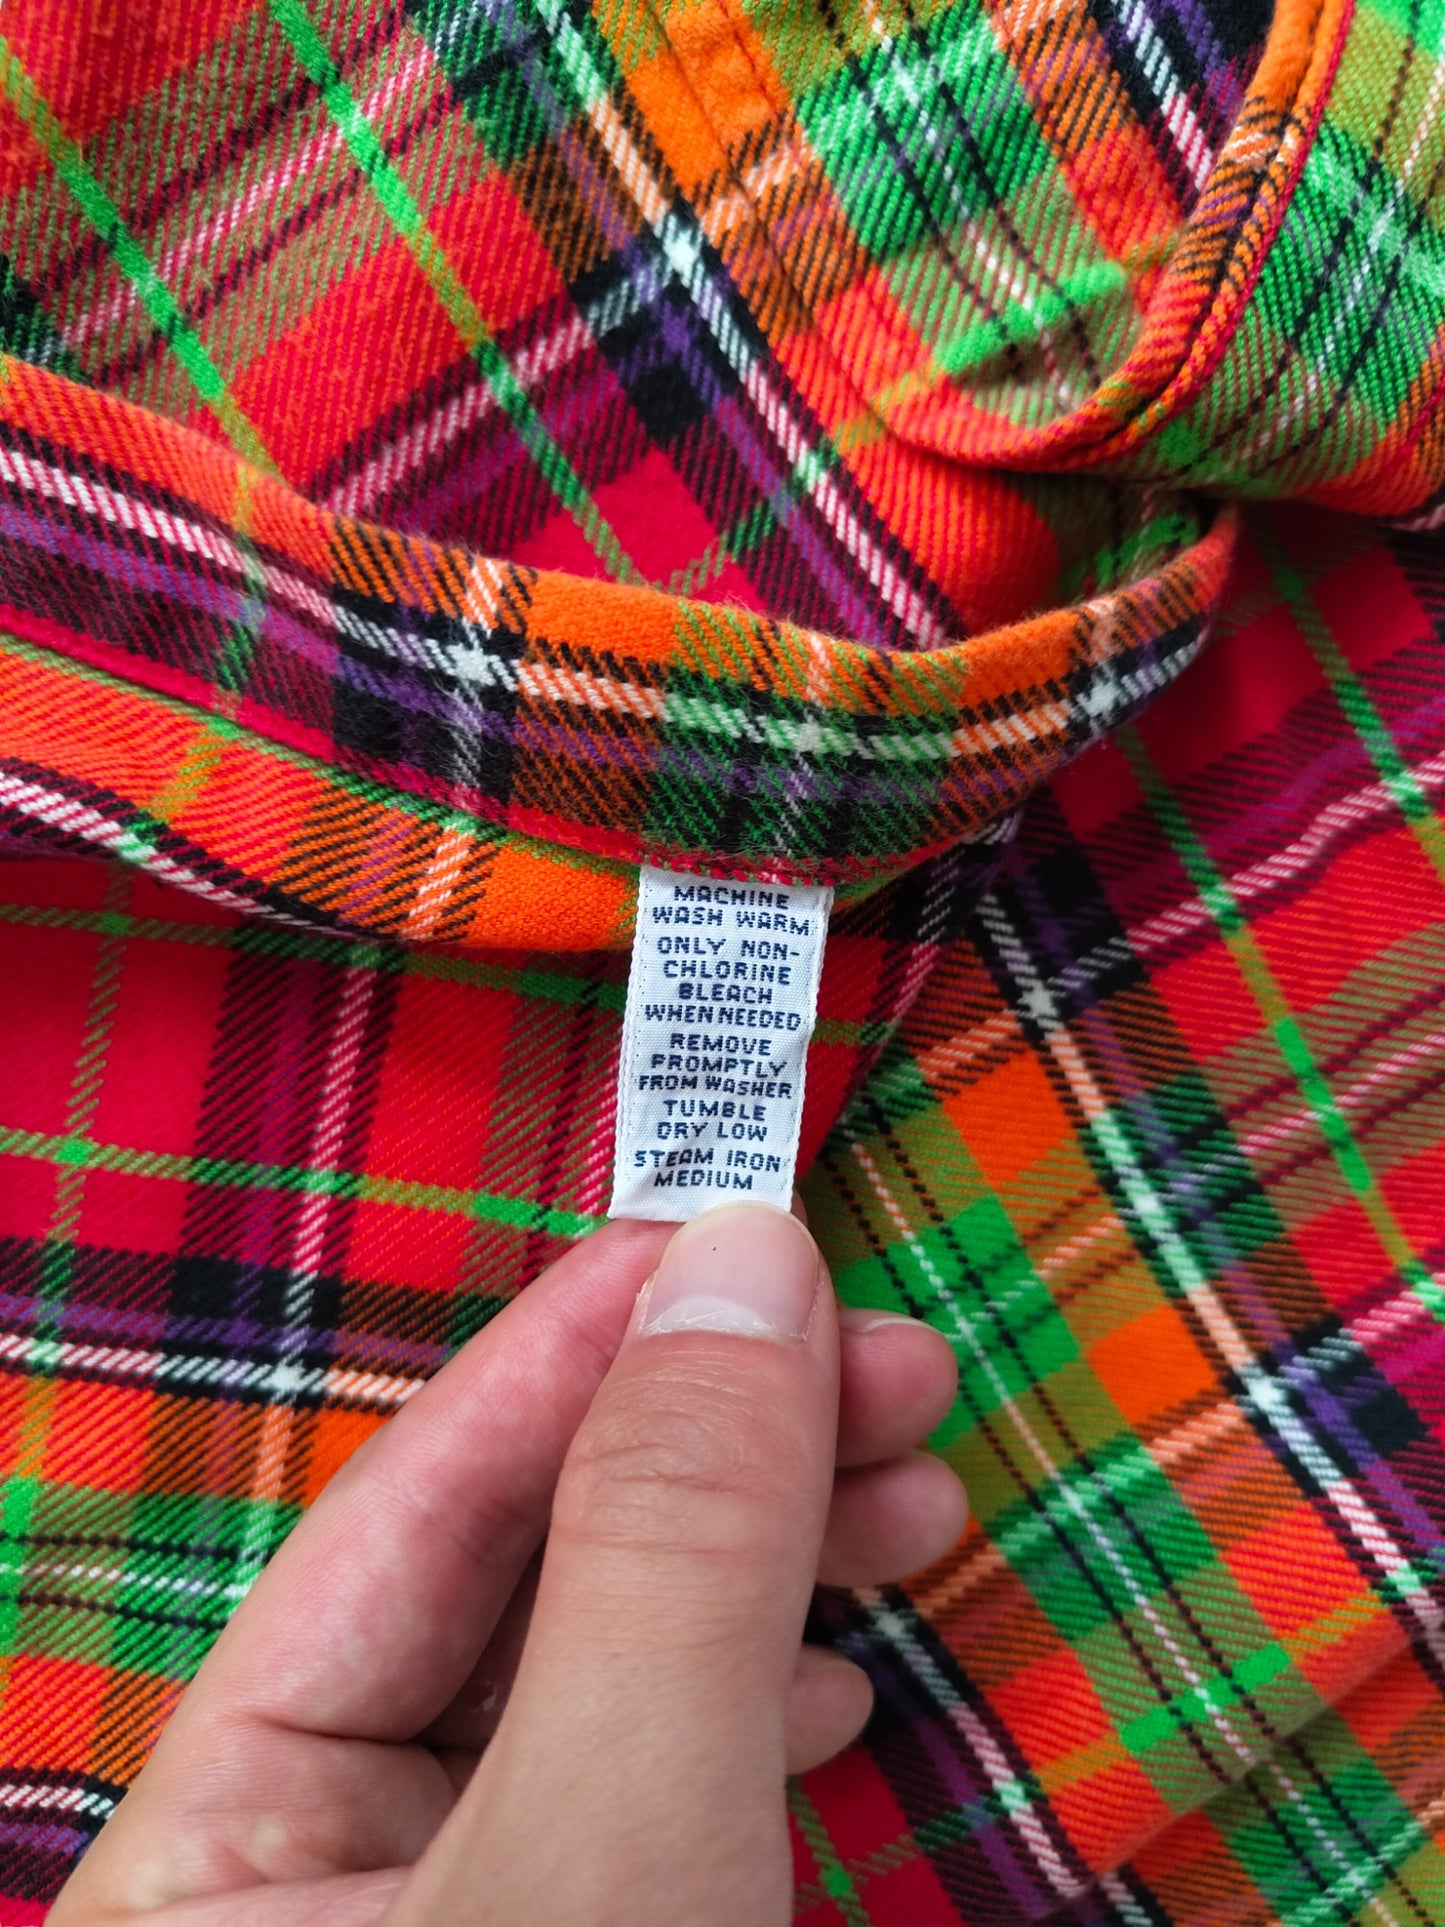 MACHINE
WASH WARM
ONLY NON-
CHLORINE
BLEACH
WHEN NEEDED
REMOVE
PROMPTLY
FROM WASHER
TUMBLE
DRY LOW
STEAM IRON
MEDIUM